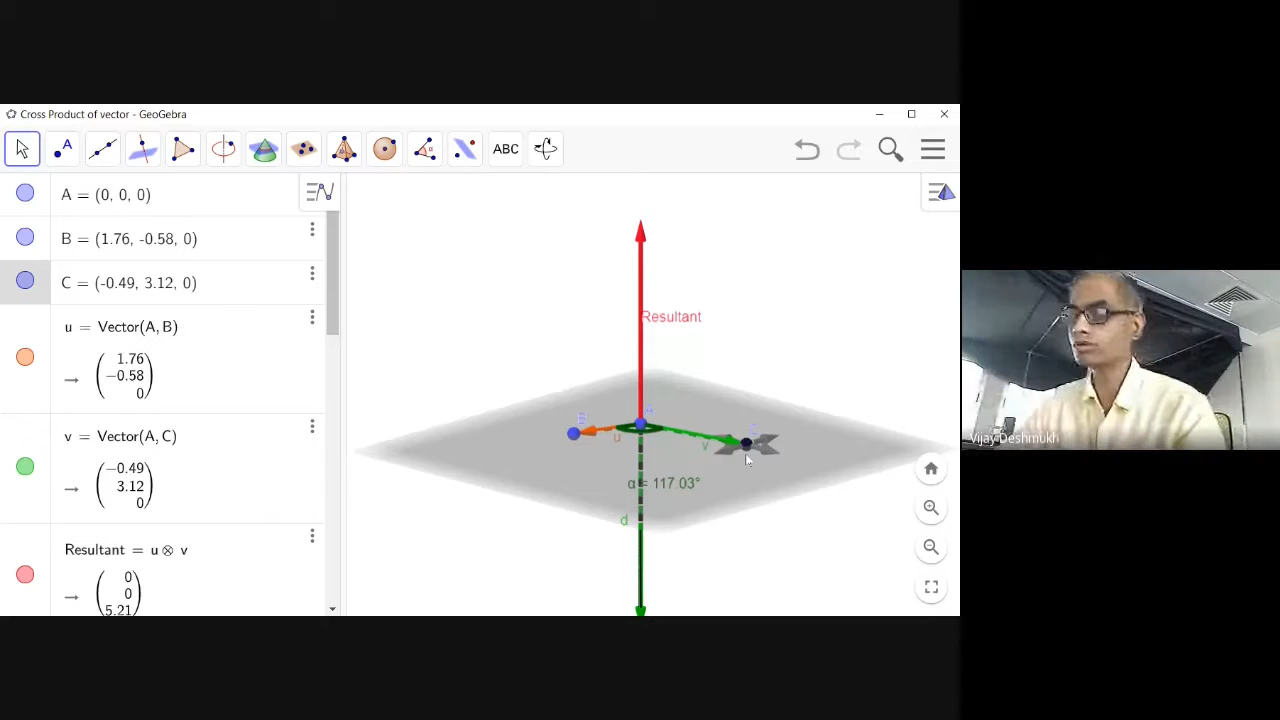 Cross Product of vector - GeoGebra
A
α
ABC
A = (0, 0, 0)
B = (1.76, -0.58, 0)
C = (-0.49, 3.12, 0)
u = Vector(A, B)
→ (1.76
−0.58
0)
v = Vector(A, C)
→ (−0.49
3.12
0)
Resultant = u ⊗ v
→ (0
0
5.21)
Resultant
B
A
C
u
v
α = 117.03°
d
Vijay Deshmukh